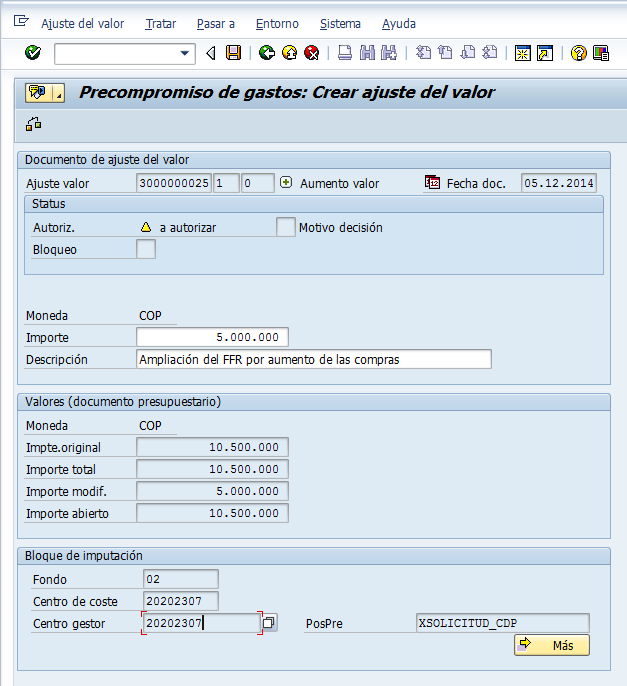 Ajuste del valor Tratar Pasar a Entorno Sistema Ayuda
Precompromiso de gastos: Crear ajuste del valor
Documento de ajuste del valor
Ajuste valor 3000000025 1 0 Aumento valor Fecha doc. 05.12.2014
Status
Autoriz. a autorizar Motivo decisión
Bloqueo
Moneda COP
Importe 5.000.000
Descripción Ampliación del FFR por aumento de las compras
Valores (documento presupuestario)
Moneda COP
Impte.original 10.500.000
Importe total 10.500.000
Importe modif. 5.000.000
Importe abierto 10.500.000
Bloque de imputación
Fondo 02
Centro de coste 20202307
Centro gestor 20202307 PosPre XSOLICITUD_CDP
Más